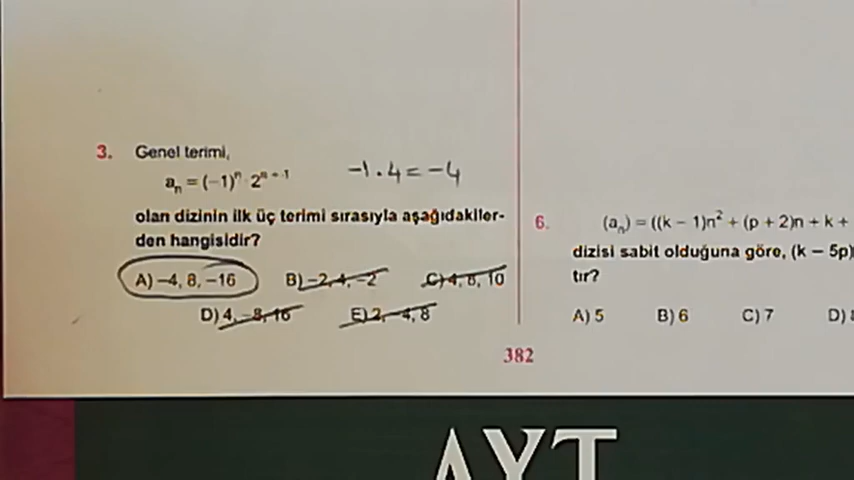 3. Genel terimi,
aₙ = (−1)ⁿ · 2ⁿ⁺¹
−1 . 4 = −4
olan dizinin ilk üç terimi sırasıyla aşağıdakiler-
den hangisidir?
A) −4, 8, −16 B) −2, 4, −2 C) 4, 8, 10
D) 4, −8, 16 E) 2, −4, 8
6. (aₙ) = ((k − 1)n² + (p + 2)n + k +
dizisi sabit olduğuna göre, (k − 5p)
tır?
A) 5 B) 6 C) 7 D)
382
AYT